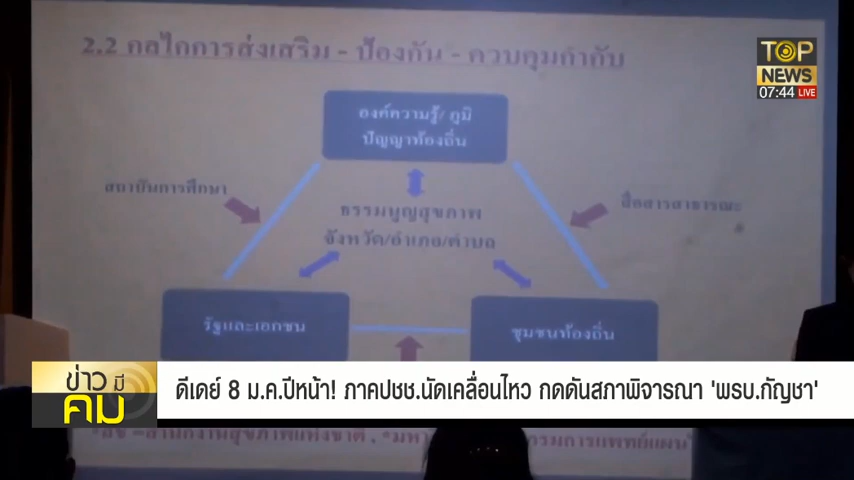 2.2 กลไกการส่งเสริม - ป้องกัน - ควบคุมกำกับ
TOP
NEWS
07:44 LIVE
องค์ความรู้/ ภูมิ
ปัญญาท้องถิ่น
สถาบันการศึกษา
สื่อสารสาธารณะ
ธรรมนูญสุขภาพ
จังหวัด/อำเภอ/ตำบล
รัฐและเอกชน
ชุมชนท้องถิ่น
ข่าวมี
คม
ดีเดย์ 8 ม.ค.ปีหน้า! ภาคปชช.นัดเคลื่อนไหว กดดันสภาพิจารณา 'พรบ.กัญชา'